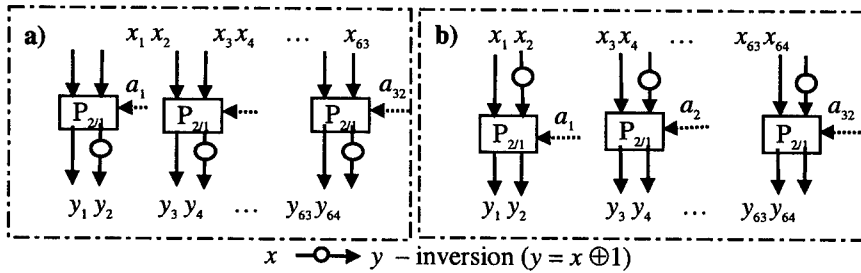 a) x₁ x₂ x₃ x₄ ... x₆₃
a₁ a₃₂
P₂/₁ P₂/₁ P₂/₁
y₁ y₂ y₃ y₄ ... y₆₃ y₆₄
b) x₁ x₂ x₃ x₄ ... x₆₃ x₆₄
P₂/₁ a₁ P₂/₁ a₂ P₂/₁ a₃₂
y₁ y₂ y₃ y₄ ... y₆₃ y₆₄
x y – inversion (y = x ⊕1)